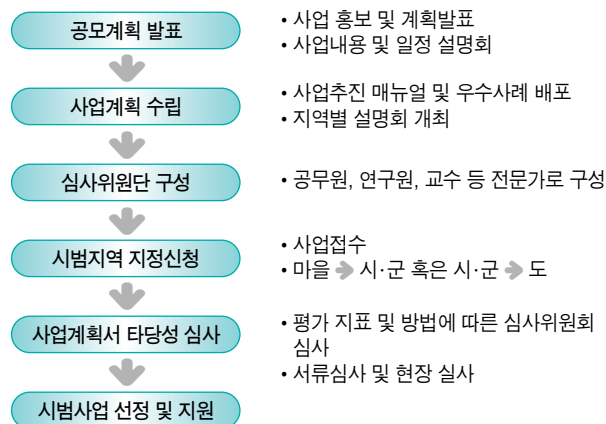 공모계획 발표
• 사업 홍보 및 계획발표
• 사업내용 및 일정 설명회
사업계획 수립
• 사업추진 매뉴얼 및 우수사례 배포
• 지역별 설명회 개최
심사위원단 구성
• 공무원, 연구원, 교수 등 전문가로 구성
시범지역 지정신청
• 사업접수
• 마을 ➔ 시·군 혹은 시·군 ➔ 도
사업계획서 타당성 심사
• 평가 지표 및 방법에 따른 심사위원회
심사
• 서류심사 및 현장 실사
시범사업 선정 및 지원